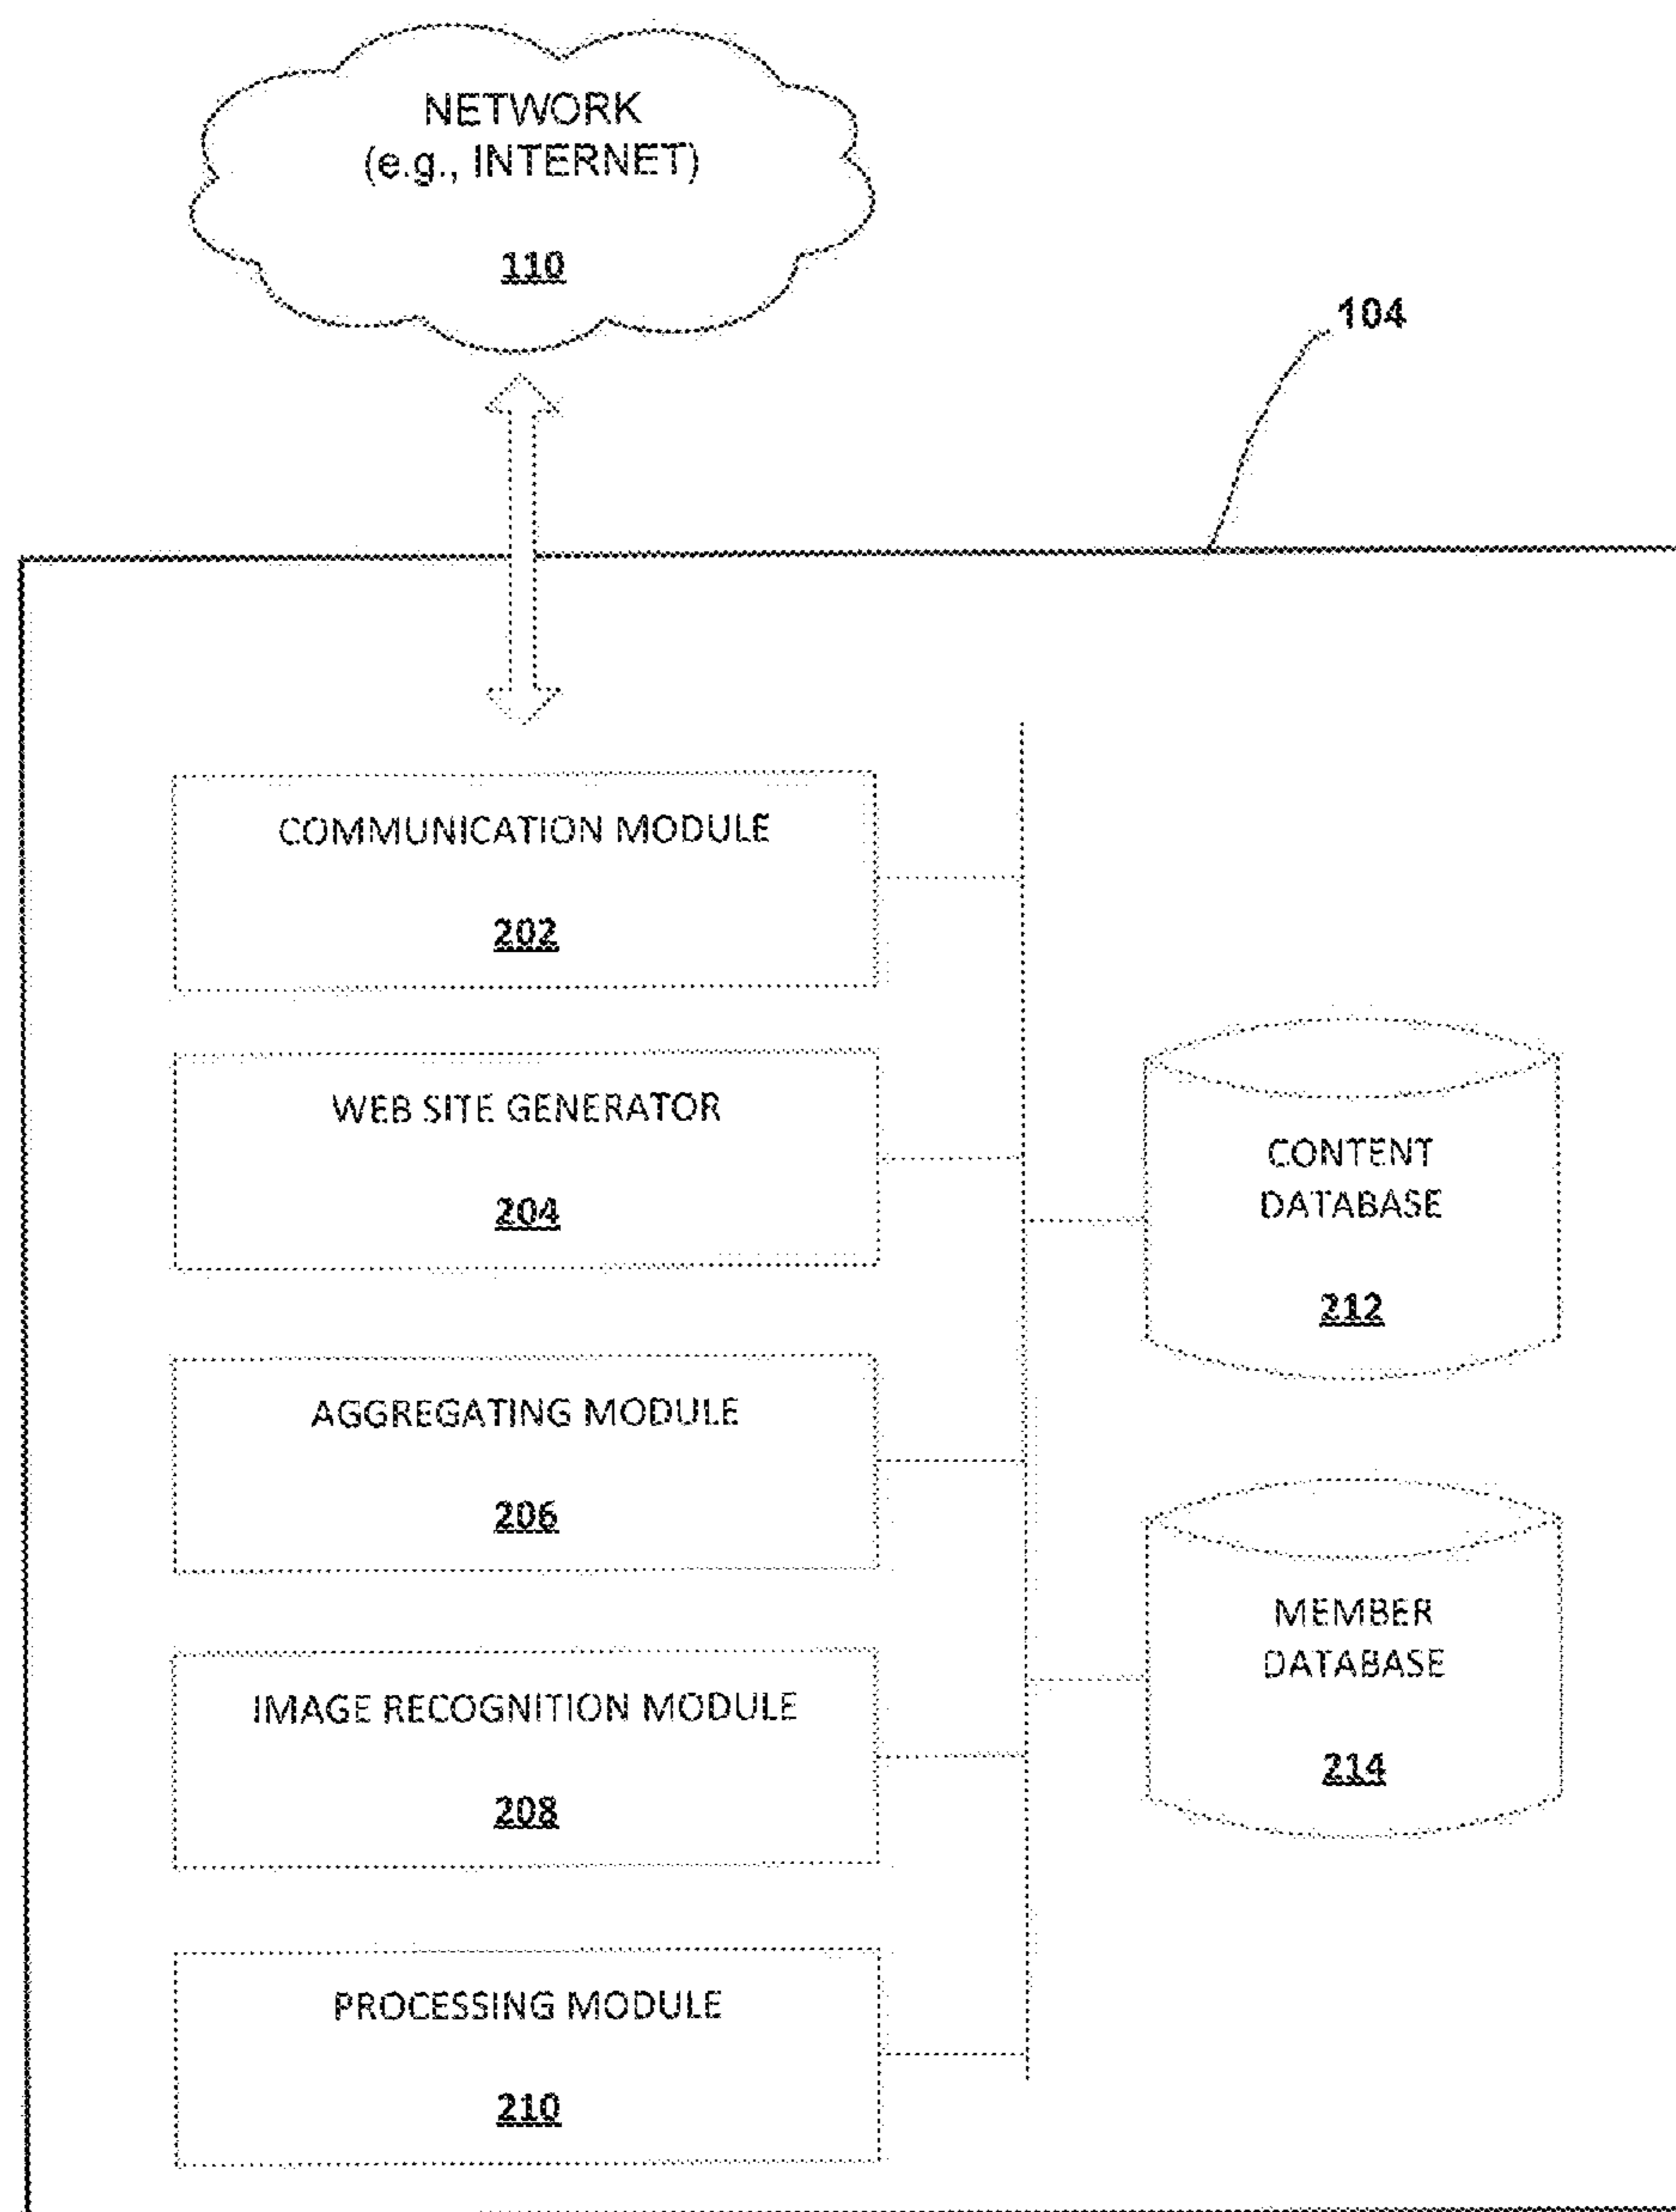 NETWORK
(e.g., INTERNET)
110
104
COMMUNICATION MODULE
202
WEB SITE GENERATOR
204
AGGREGATING MODULE
206
IMAGE RECOGNITION MODULE
208
PROCESSING MODULE
210
CONTENT
DATABASE
212
MEMBER
DATABASE
214